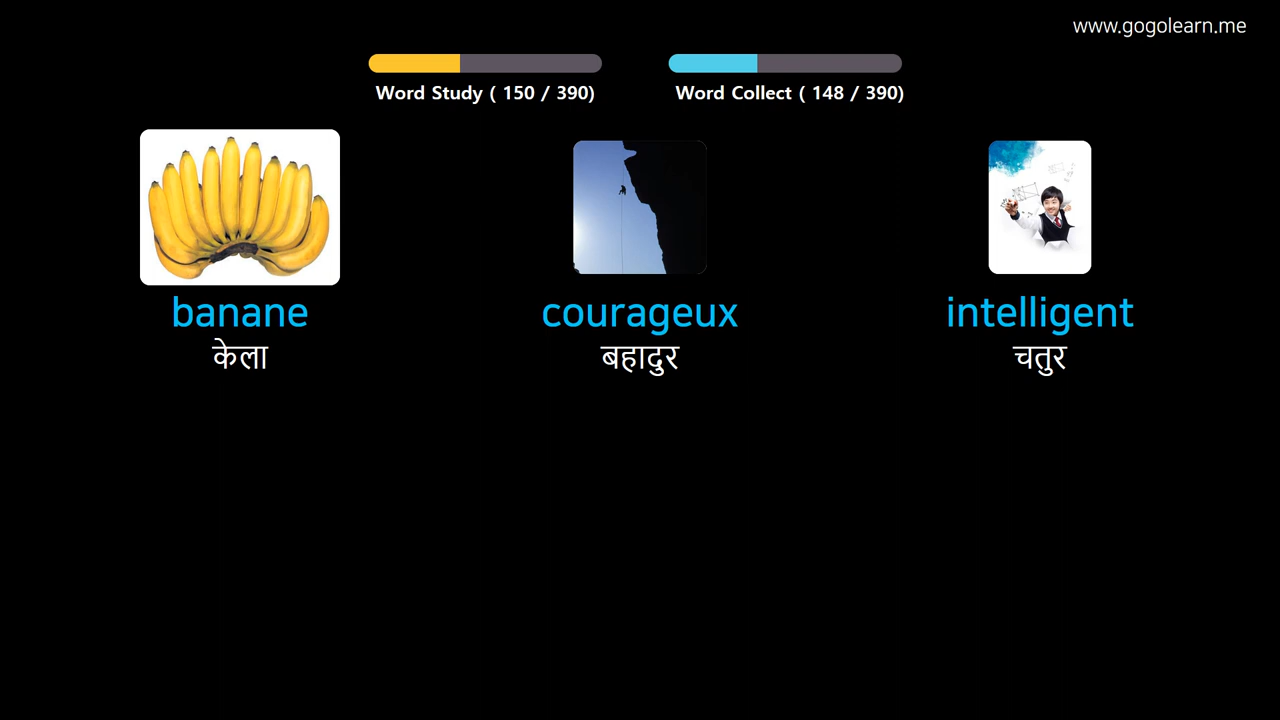 www.gogolearn.me
Word Study ( 150 / 390)
Word Collect ( 148 / 390)
banane
courageux
intelligent
केला
बहादुर
चतुर